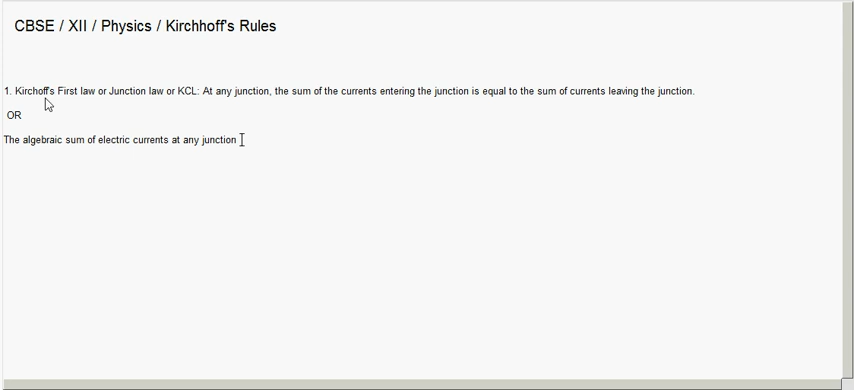 CBSE / XII / Physics / Kirchhoff's Rules
1. Kirchoff's First law or Junction law or KCL: At any junction, the sum of the currents entering the junction is equal to the sum of currents leaving the junction.
OR
The algebraic sum of electric currents at any junction